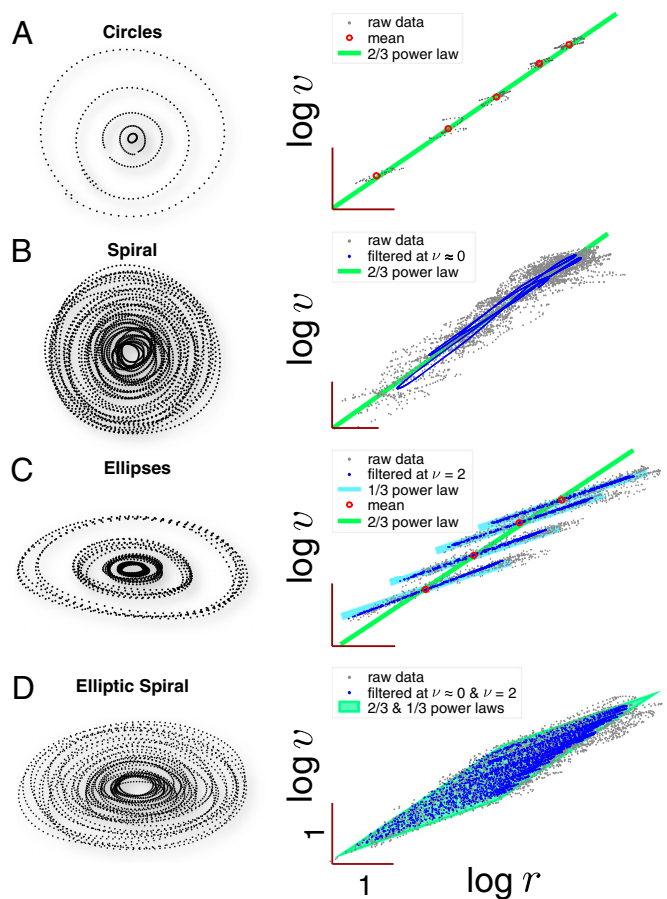 A
Circles
raw data
mean
2/3 power law
log v
B
Spiral
raw data
filtered at ν ≈ 0
2/3 power law
log v
C
Ellipses
raw data
filtered at ν = 2
1/3 power law
mean
2/3 power law
log v
D
Elliptic Spiral
raw data
filtered at ν ≈ 0 & ν = 2
2/3 & 1/3 power laws
log v
1
1
log r